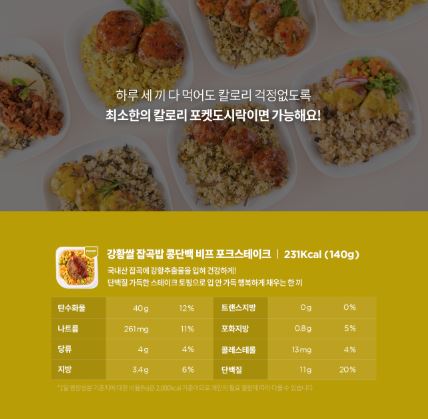 하루 세 끼 다 먹어도 칼로리 걱정없도록
최소한의 칼로리 포켓도시락이면 가능해요!
강황쌀 잡곡밥 콩단백 비프 포크스테이크 | 231Kcal (140g)
국내산 잡곡에 강황추출물을 입혀 건강하게!
단백질 가득한 스테이크 토핑으로 입 안 가득 행복하게 채우는 한 끼
탄수화물 40g 12% 트랜스지방 0g 0%
나트륨 261mg 11% 포화지방 0.8g 5%
당류 4g 4% 콜레스테롤 13mg 4%
지방 3.4g 6% 단백질 11g 20%
*1일 영양성분 기준치에 대한 비율(%)은 2,000kcal 기준이므로 개인의 필요 열량에 따라 다를 수 있습니다.